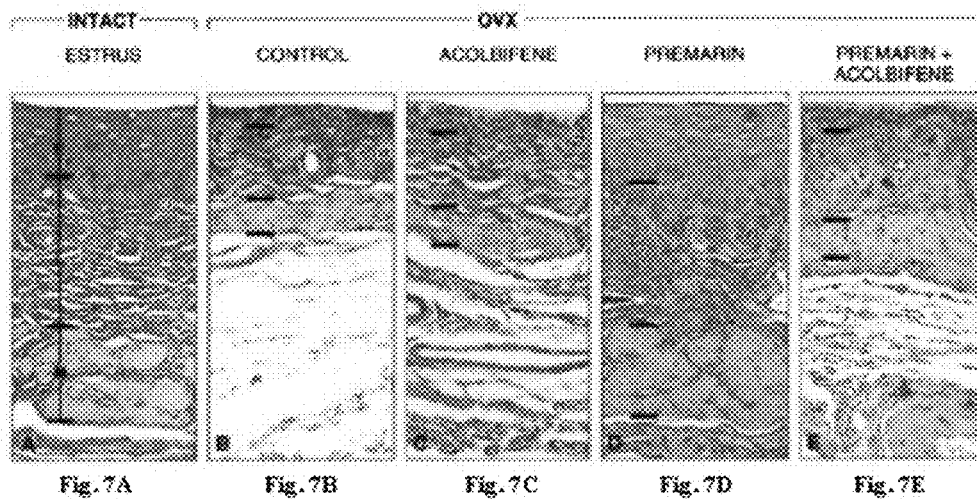 INTACT OVX
ESTRUS CONTROL ACOLBIFENE PREMARIN PREMARIN +
ACOLBIFENE
A B C D E
Fig.7A Fig.7B Fig.7C Fig.7D Fig.7E